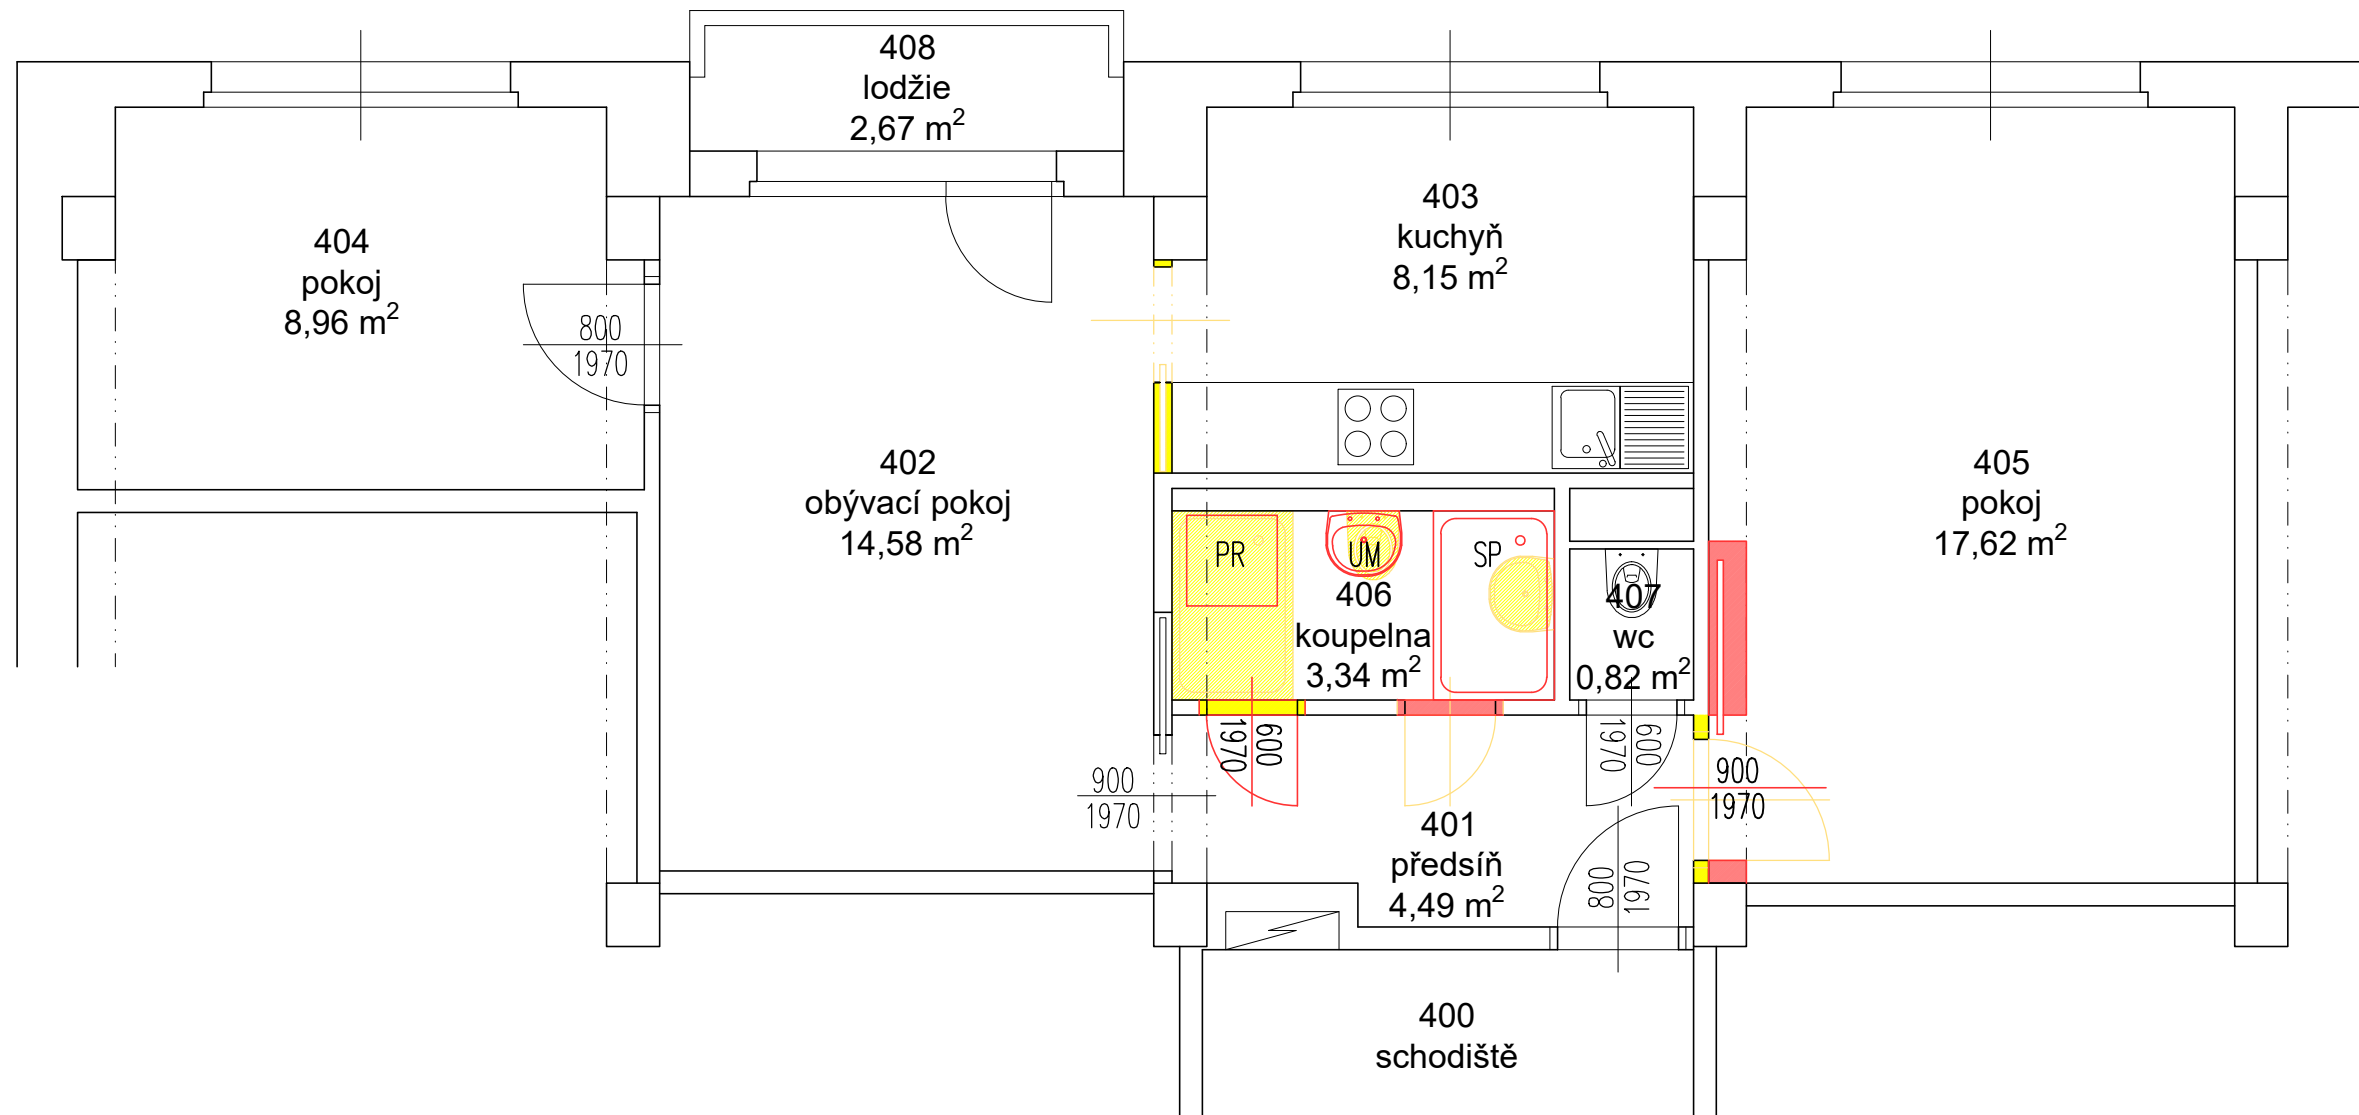 408
lodžie
2,67 m²
403
kuchyň
8,15 m²
404
pokoj
8,96 m²
800
1970
402
obývací pokoj
14,58 m²
405
pokoj
17,62 m²
PR
UM
SP
406
koupelna
3,34 m²
407
wc
0,82 m²
600
1970
600
1970
900
1970
900
1970
401
předsíň
4,49 m²
800
1970
400
schodiště